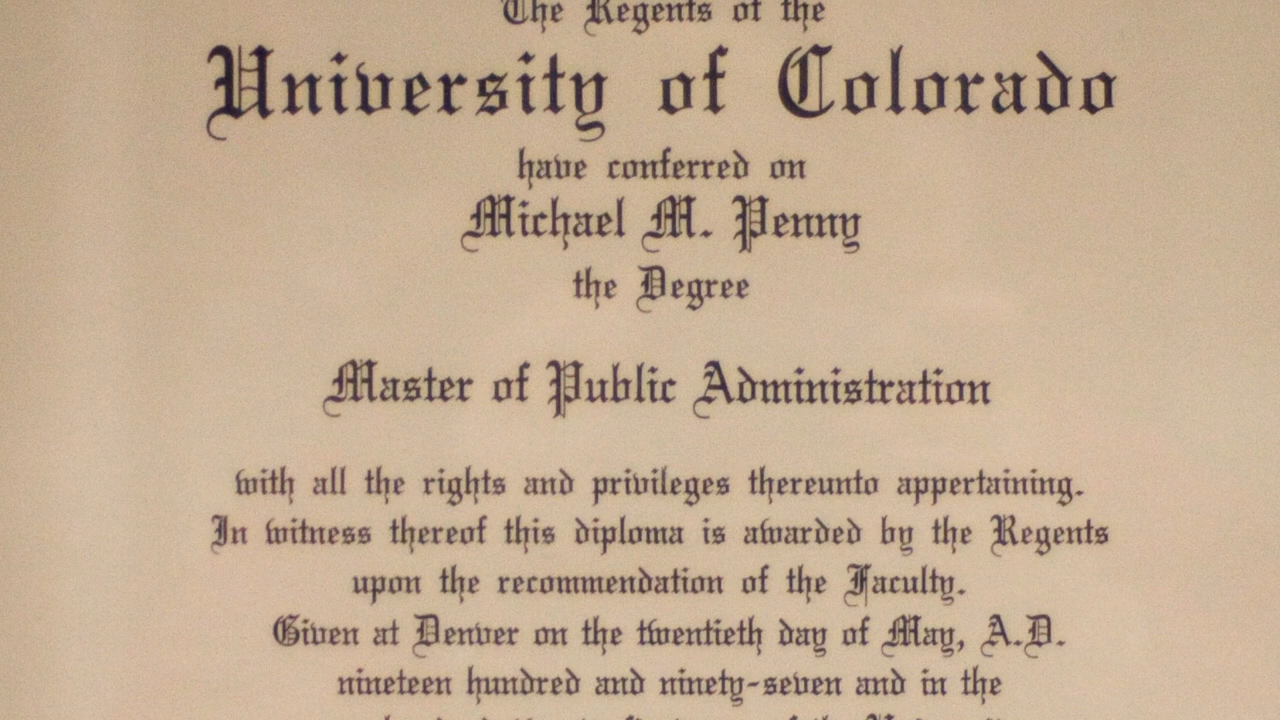 The Regents of the
University of Colorado
have conferred on
Michael M. Penny
the Degree
Master of Public Administration
with all the rights and privileges thereunto appertaining.
In witness thereof this diploma is awarded by the Regents
upon the recommendation of the Faculty.
Given at Denver on the twentieth day of May, A.D.
nineteen hundred and ninety-seven and in the